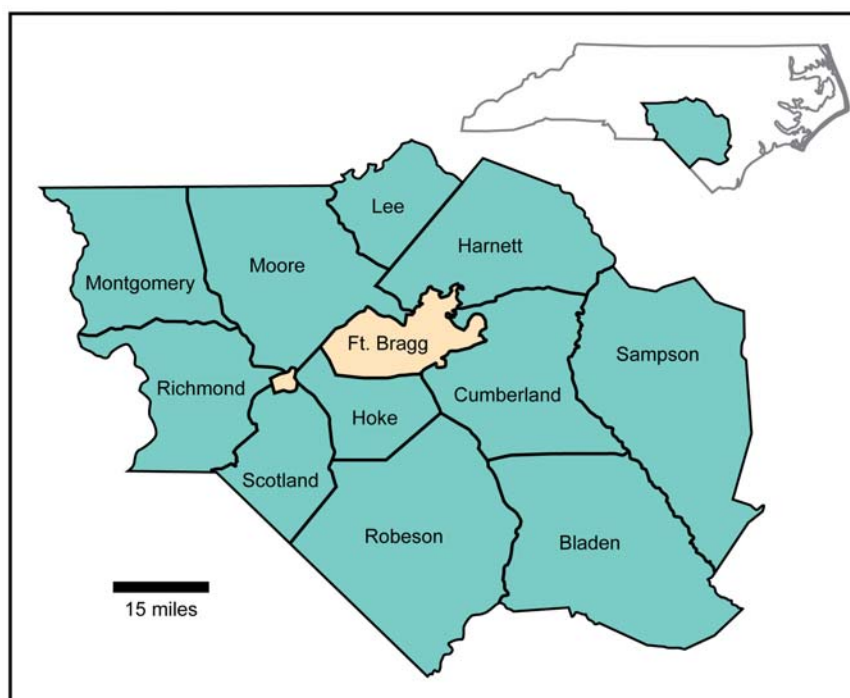 Lee
Harnett
Moore
Montgomery
Ft. Bragg
Sampson
Richmond
Cumberland
Hoke
Scotland
Robeson
Bladen
15 miles